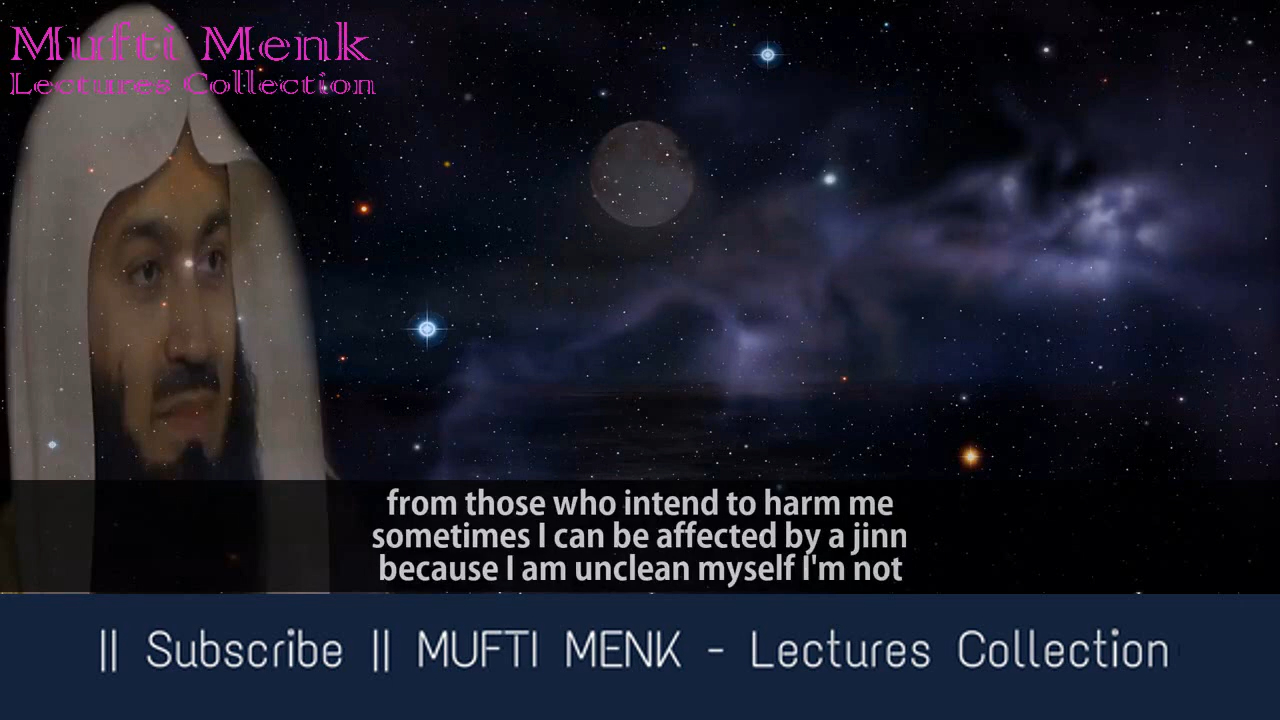 Mufti Menk
Lectures Collection
from those who intend to harm me
sometimes I can be affected by a jinn
because I am unclean myself I'm not
|| Subscribe || MUFTI MENK - Lectures Collection